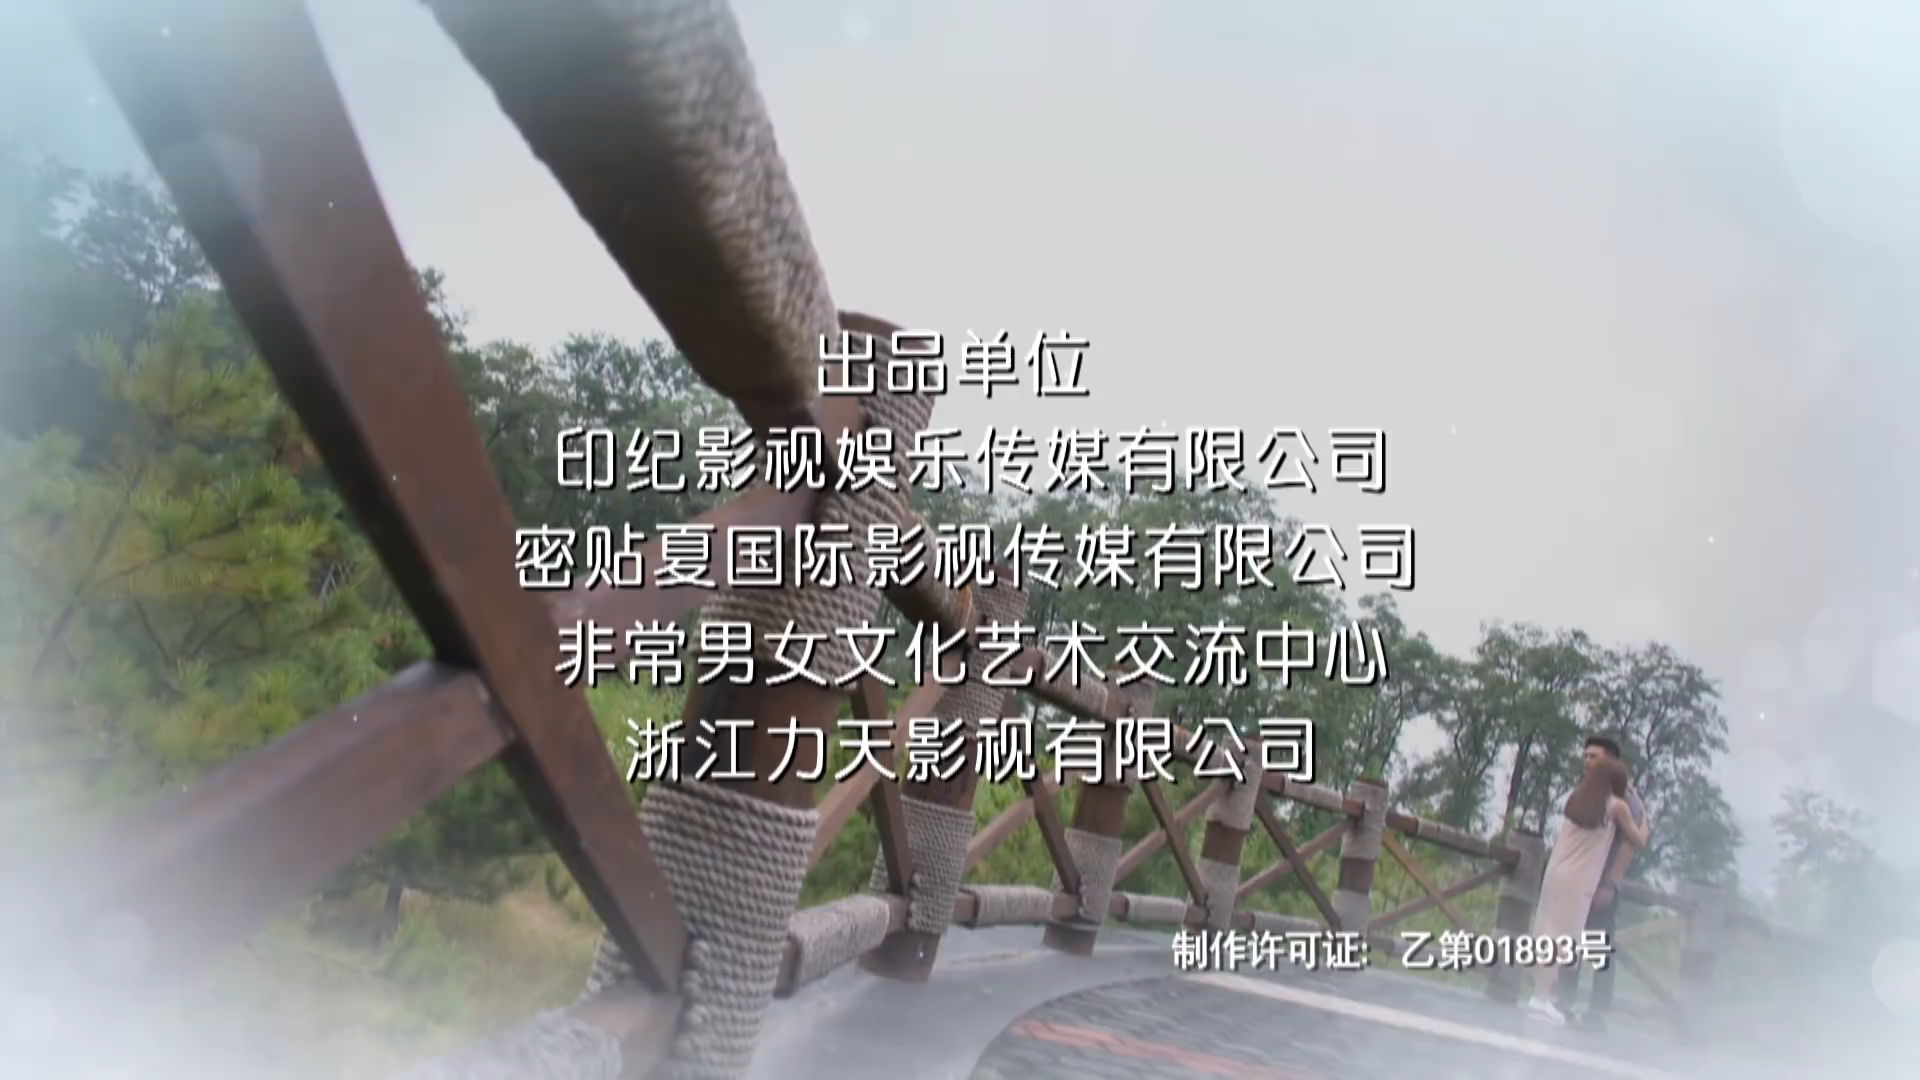 出品单位
印纪影视娱乐传媒有限公司
密贴夏国际影视传媒有限公司
非常男女文化艺术交流中心
浙江力天影视有限公司
制作许可证: 乙第01893号